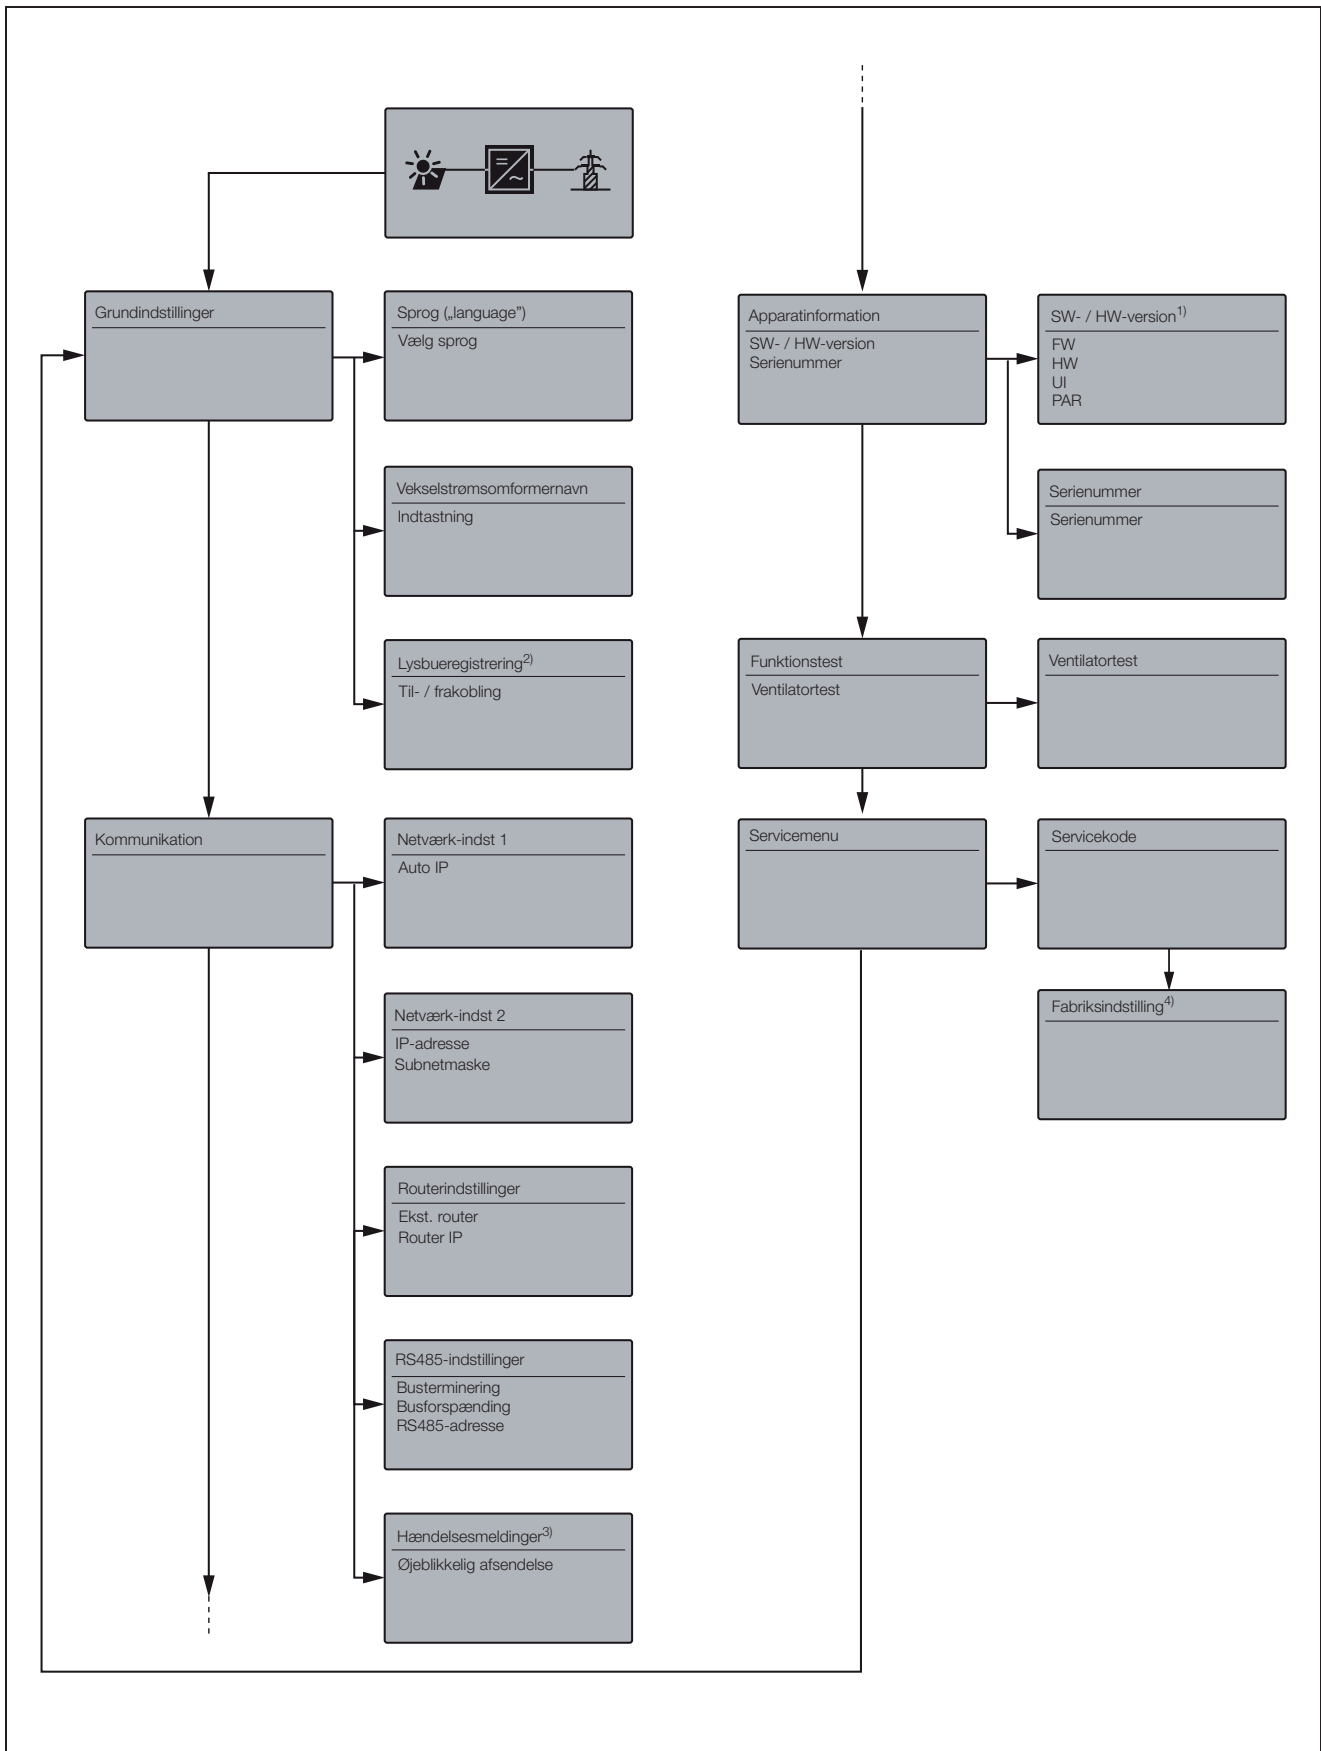 Grundindstillinger
Sprog („language”)
Vælg sprog
Vekselstrømsomformernavn
Indtastning
Lysbueregistrering2)
Til- / frakobling
Kommunikation
Netværk-indst 1
Auto IP
Netværk-indst 2
IP-adresse
Subnetmaske
Routerindstillinger
Ekst. router
Router IP
RS485-indstillinger
Busterminering
Busforspænding
RS485-adresse
Hændelsesmeldinger3)
Øjeblikkelig afsendelse
Apparatinformation
SW- / HW-version
Serienummer
SW- / HW-version1)
FW
HW
UI
PAR
Serienummer
Serienummer
Funktionstest
Ventilatortest
Ventilatortest
Servicemenu
Servicekode
Fabriksindstilling4)